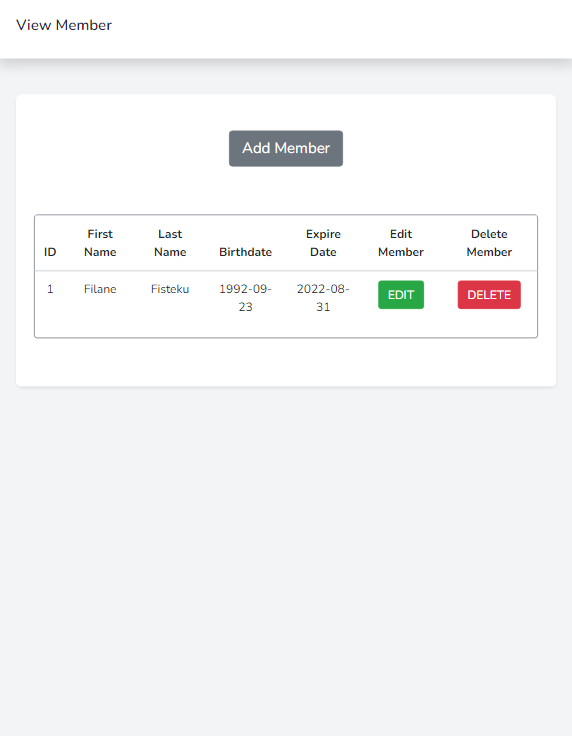 View Member
Add Member
ID First Name Last Name Birthdate Expire Date Edit Member Delete Member
1 Filane Fisteku 1992-09-23 2022-08-31 EDIT DELETE